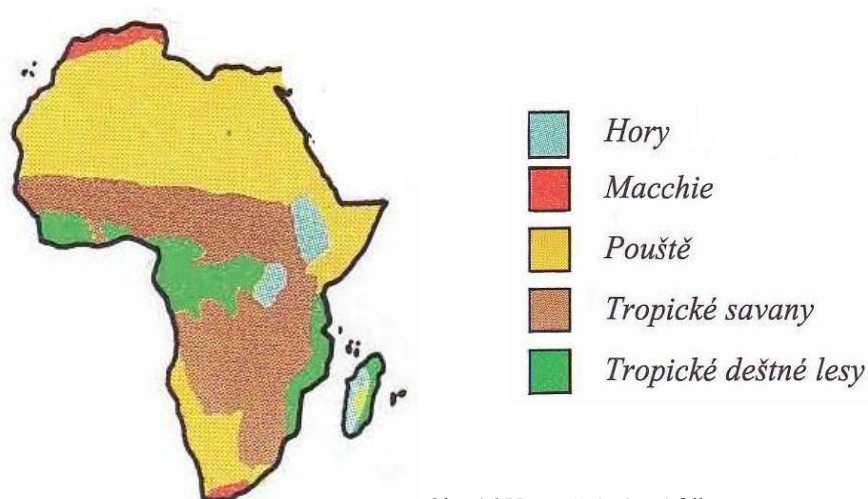 Hory
Macchie
Pouště
Tropické savany
Tropické deštné lesy